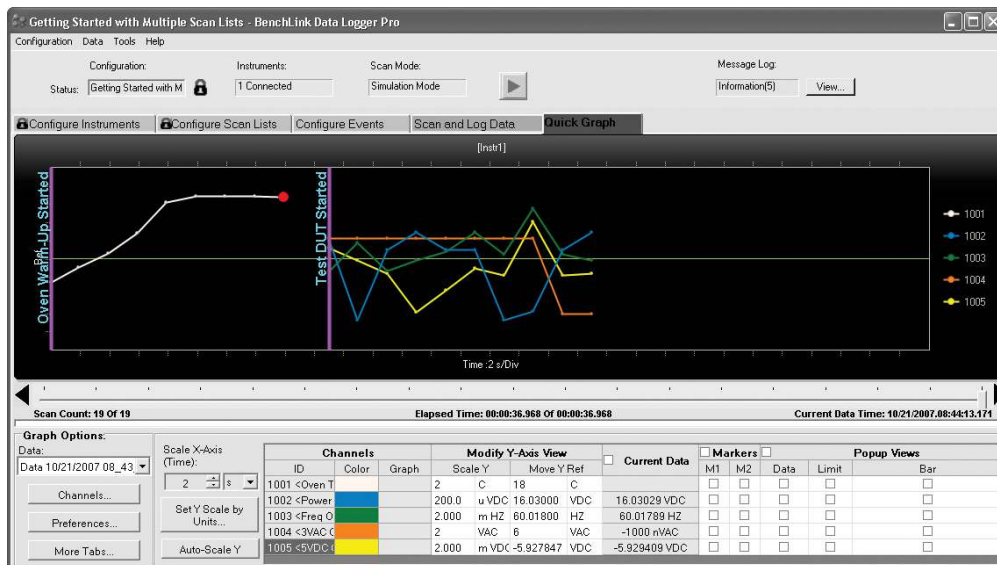 Getting Started with Multiple Scan Lists - BenchLink Data Logger Pro
Configuration Data Tools Help
Configuration: Instruments: Scan Mode: Message Log:
Status: Getting Started with M 1 Connected Simulation Mode Information(5) View...
Configure Instruments Configure Scan Lists Configure Events Scan and Log Data Quick Graph
[Instr1]
Oven Warm-Up Started
Ref
Test DUT Started
1001
1002
1003
1004
1005
Time :2 s/Div
Scan Count: 19 Of 19 Elapsed Time: 00:00:36.968 Of 00:00:36.968 Current Data Time: 10/21/2007.08:44:13.171
Graph Options:
Data:
Data 10/21/2007 08_43
Channels...
Preferences...
More Tabs...
Scale X-Axis
(Time):
2 s
Set Y Scale by
Units...
Auto-Scale Y
Channels Modify Y-Axis View Current Data Markers Popup Views
ID Color Graph Scale Y Move Y Ref M1 M2 Data Limit Bar
1001 <Oven T 2 C 18 C
1002 <Power 200.0 u VDC 16.03000 VDC 16.03029 VDC
1003 <Freq O 2.000 m HZ 60.01800 HZ 60.01789 HZ
1004 <3VAC 2 VAC 6 VAC -1000 nVAC
1005 <5VDC 2.000 m VDC -5.927847 VDC -5.929409 VDC